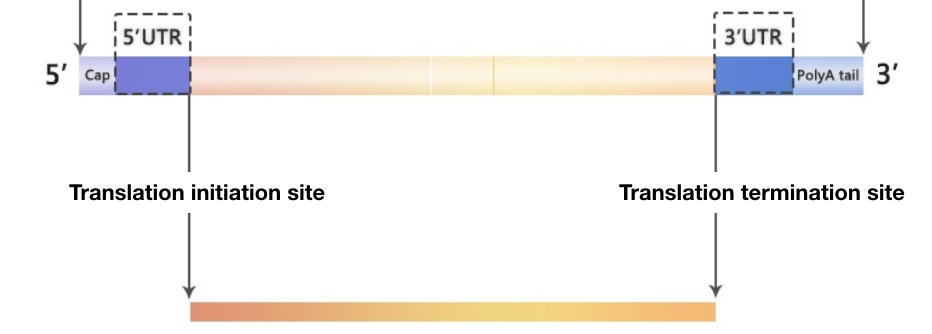 5'UTR
3'UTR
5'
Cap
PolyA tail
3'
Translation initiation site
Translation termination site